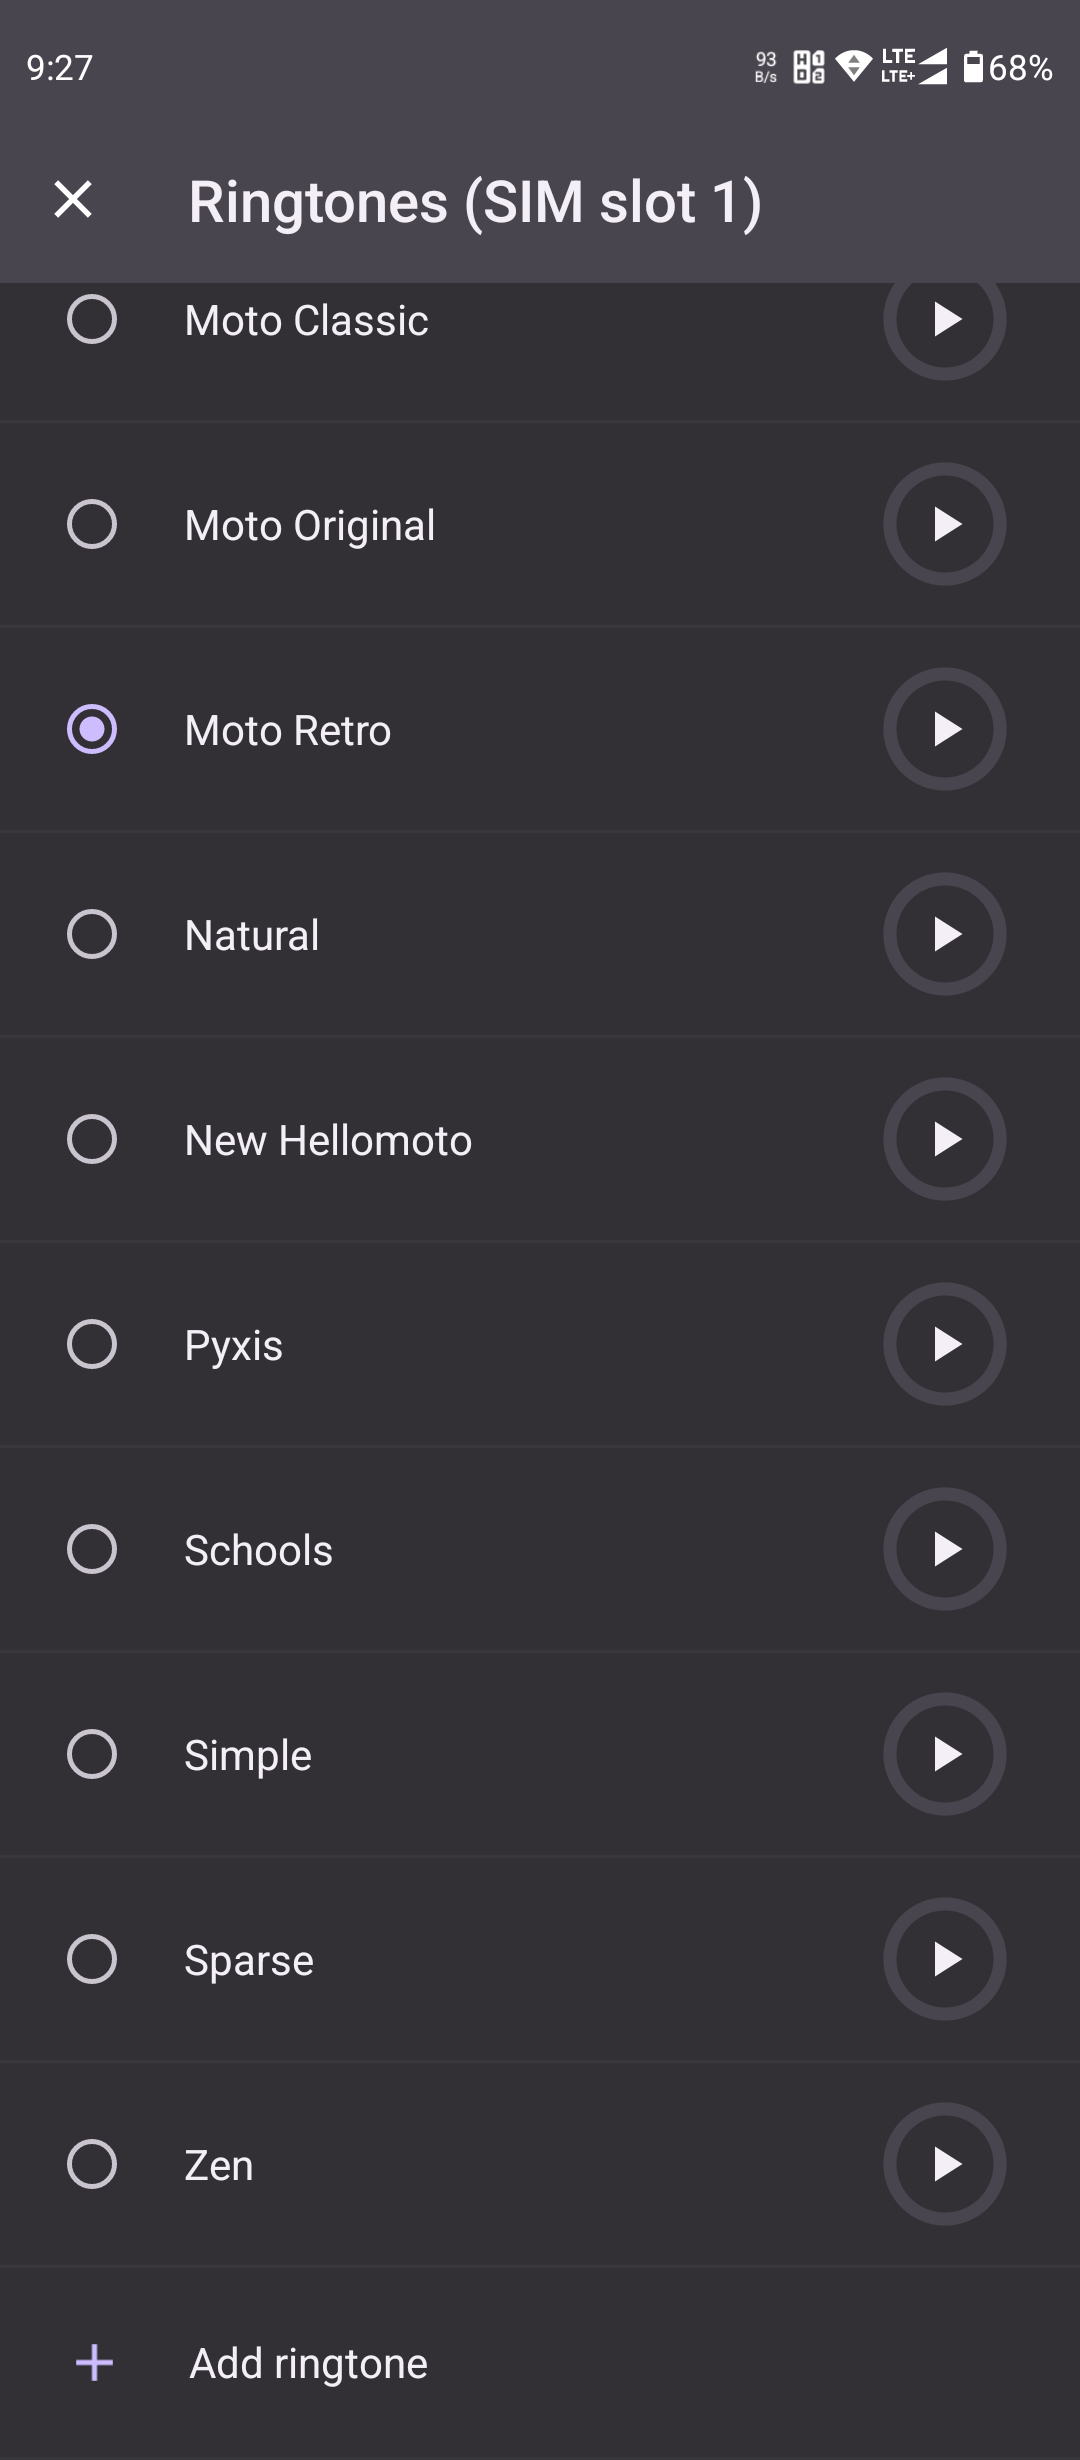 9:27
93
B/s
LTE
LTE+
68%
Ringtones (SIM slot 1)
Moto Classic
Moto Original
Moto Retro
Natural
New Hellomoto
Pyxis
Schools
Simple
Sparse
Zen
Add ringtone